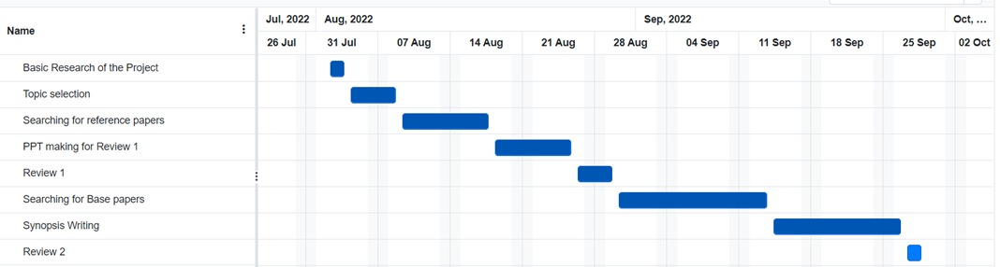 Jul, 2022 Aug, 2022 Sep, 2022 Oct, ...
Name
26 Jul 31 Jul 07 Aug 14 Aug 21 Aug 28 Aug 04 Sep 11 Sep 18 Sep 25 Sep 02 Oct
Basic Research of the Project
Topic selection
Searching for reference papers
PPT making for Review 1
Review 1
Searching for Base papers
Synopsis Writing
Review 2